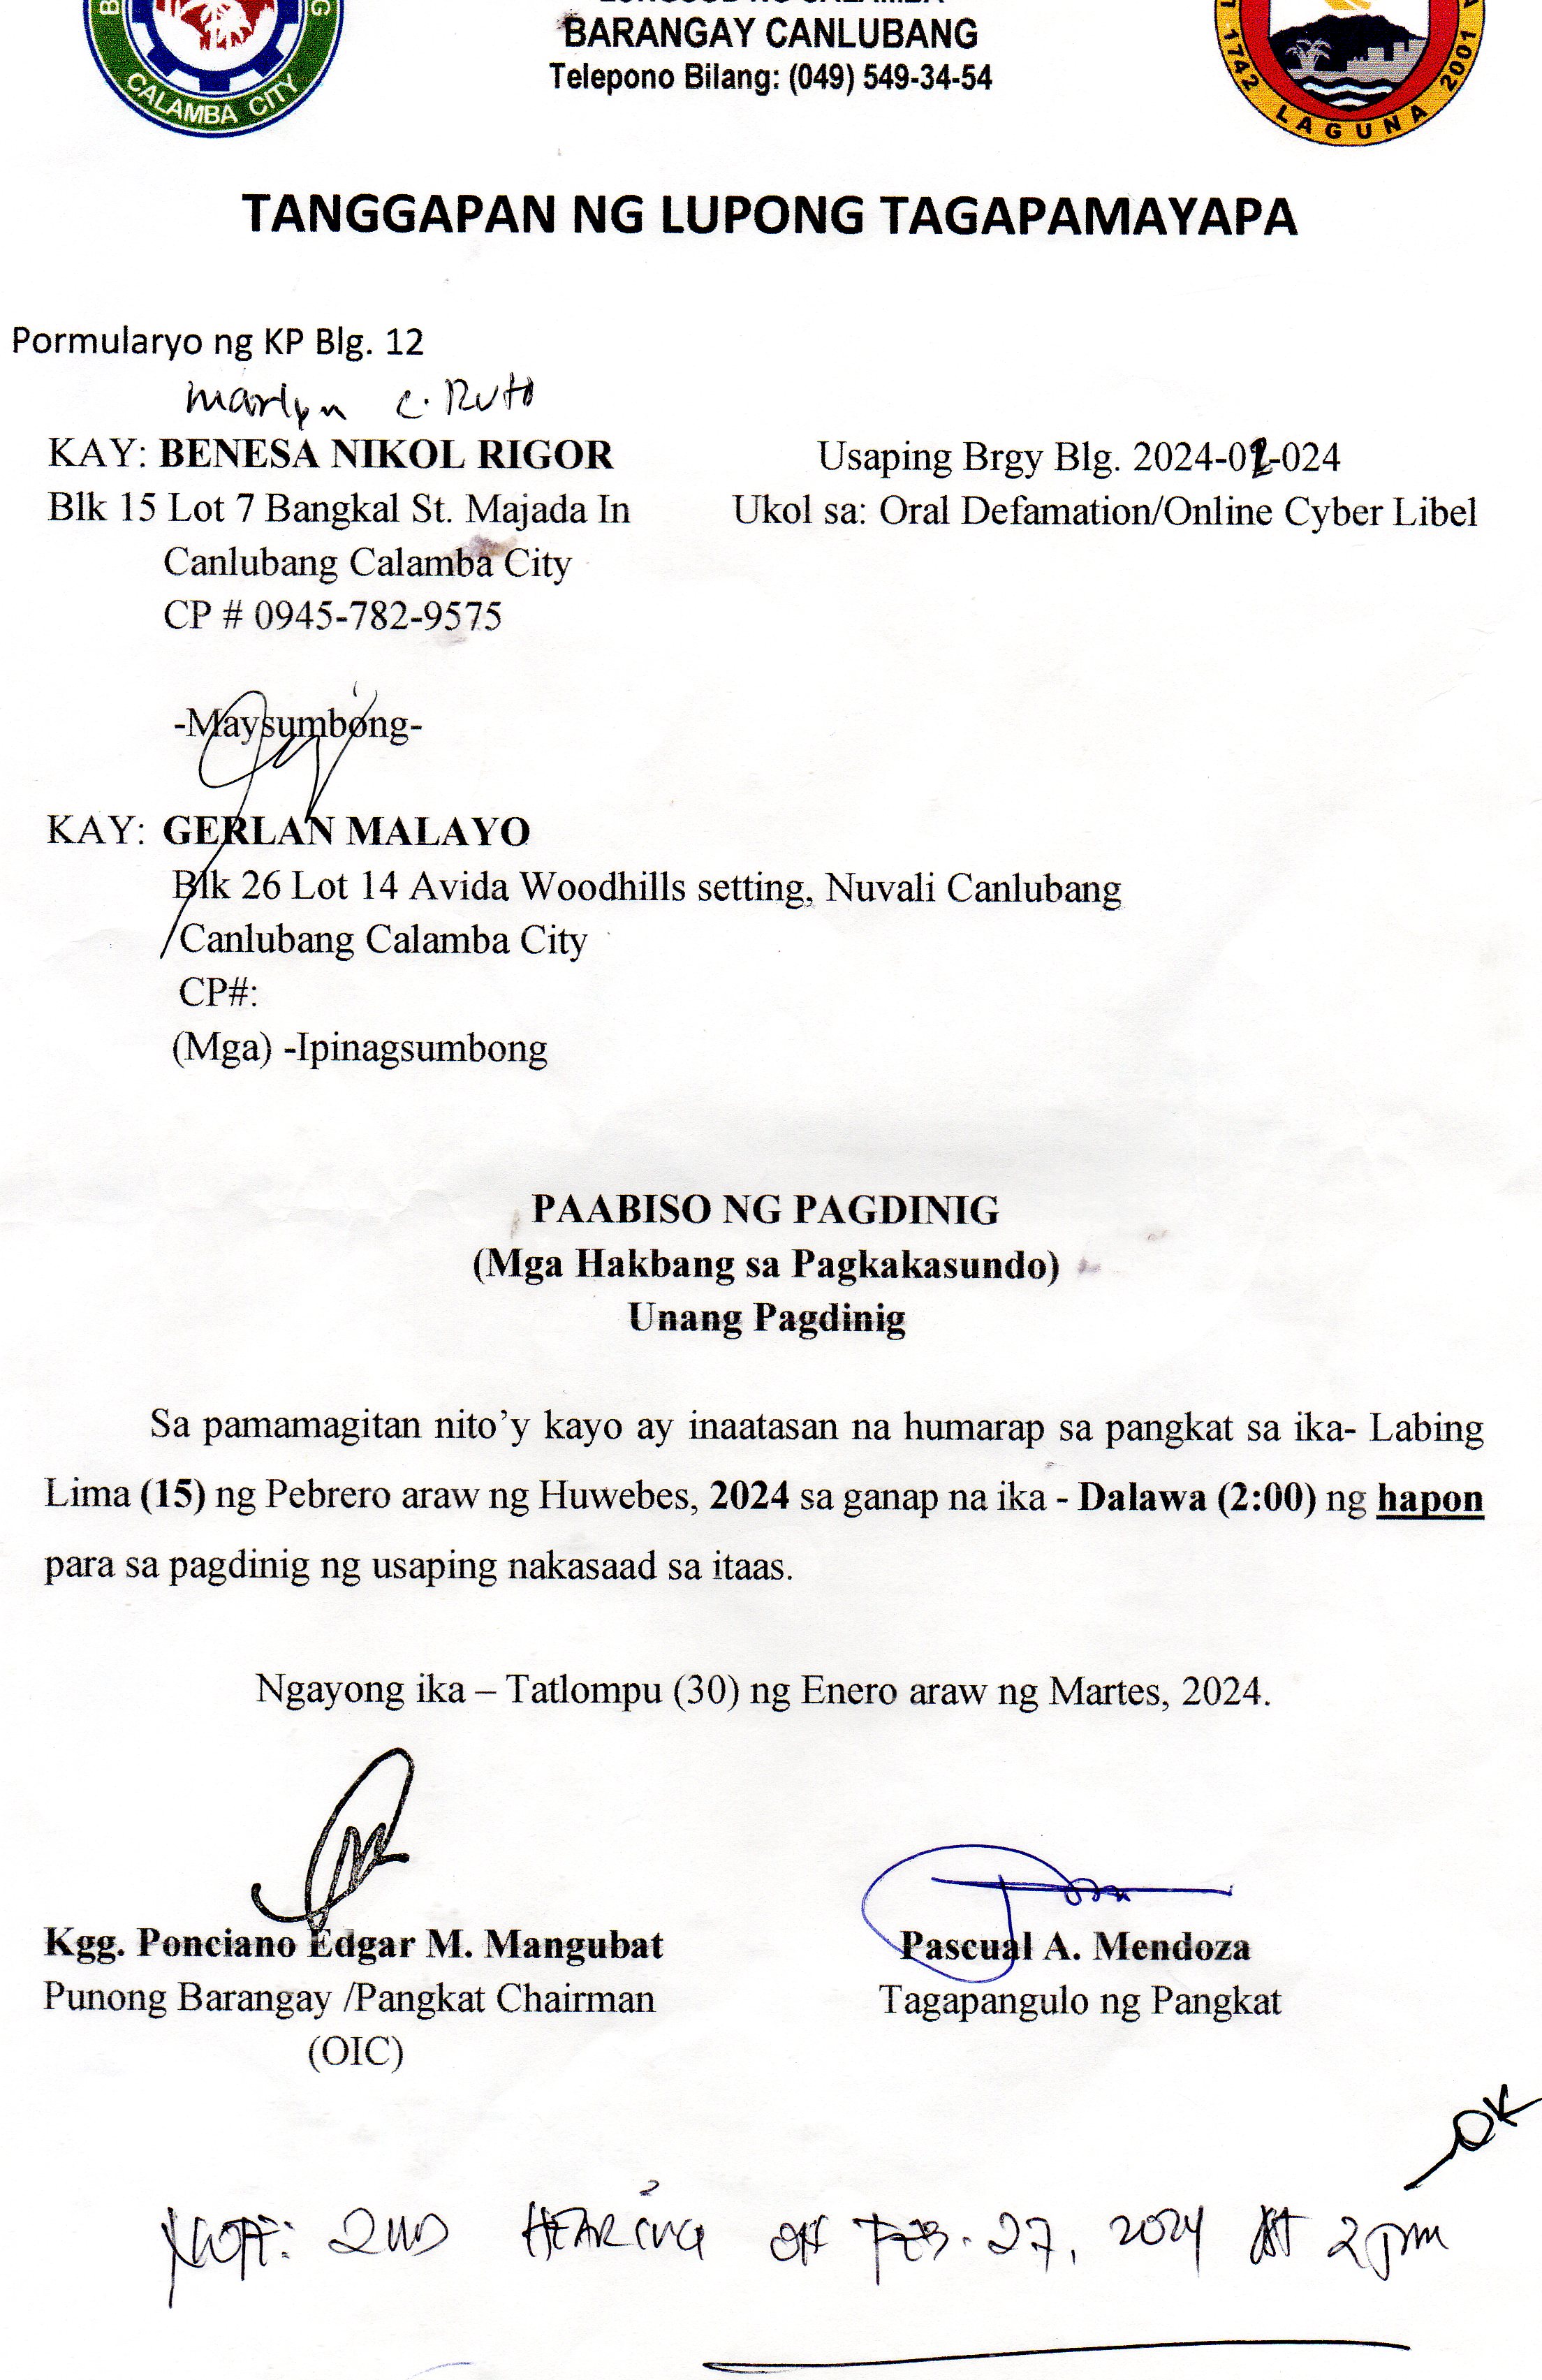 CALAMBA CITY
BARANGAY CANLUBANG
Telepono Bilang: (049) 549-34-54
1742 LAGUNA 2001
TANGGAPAN NG LUPONG TAGAPAMAYAPA
Pormularyo ng KP Blg. 12
Marlyn C. Ruto
KAY: BENESA NIKOL RIGOR
Usaping Brgy Blg. 2024-02-024
Blk 15 Lot 7 Bangkal St. Majada In
Ukol sa: Oral Defamation/Online Cyber Libel
Canlubang Calamba City
CP # 0945-782-9575
-Maysumbong-
KAY: GERLAN MALAYO
Blk 26 Lot 14 Avida Woodhills setting, Nuvali Canlubang
Canlubang Calamba City
CP#:
(Mga) -Ipinagsumbong
PAABISO NG PAGDINIG
(Mga Hakbang sa Pagkakasundo)
Unang Pagdinig
Sa pamamagitan nito’y kayo ay inaatasan na humarap sa pangkat sa ika- Labing
Lima (15) ng Pebrero araw ng Huwebes, 2024 sa ganap na ika - Dalawa (2:00) ng hapon
para sa pagdinig ng usaping nakasaad sa itaas.
Ngayong ika – Tatlompu (30) ng Enero araw ng Martes, 2024.
Kgg. Ponciano Edgar M. Mangubat
Pascual A. Mendoza
Punong Barangay /Pangkat Chairman
Tagapangulo ng Pangkat
(OIC)
OK
NOTE: 2ND HEARING ON FEB. 27, 2024 AT 2pm